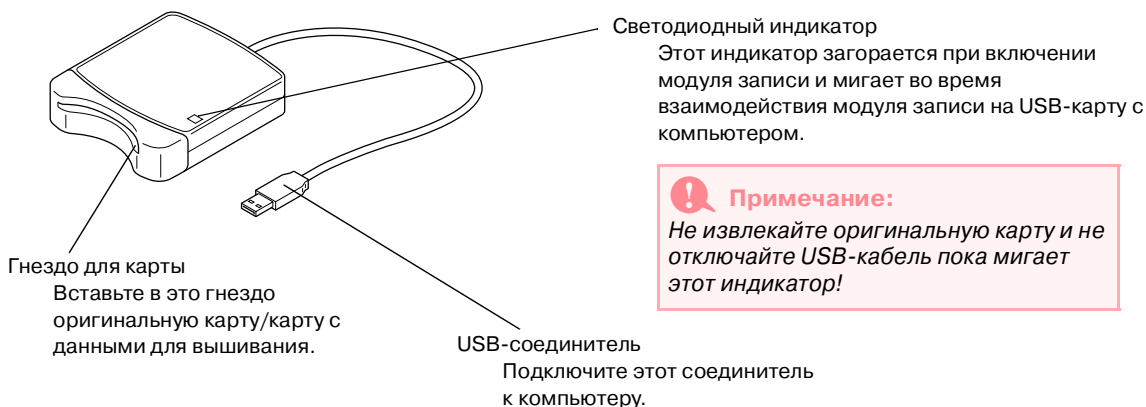 Светодиодный индикатор
Этот индикатор загорается при включении
модуля записи и мигает во время
взаимодействия модуля записи на USB-карту с
компьютером.
Примечание:
Не извлекайте оригинальную карту и не
отключайте USB-кабель пока мигает
этот индикатор!
Гнездо для карты
Вставьте в это гнездо
оригинальную карту/карту с
данными для вышивания.
USB-соединитель
Подключите этот соединитель
к компьютеру.